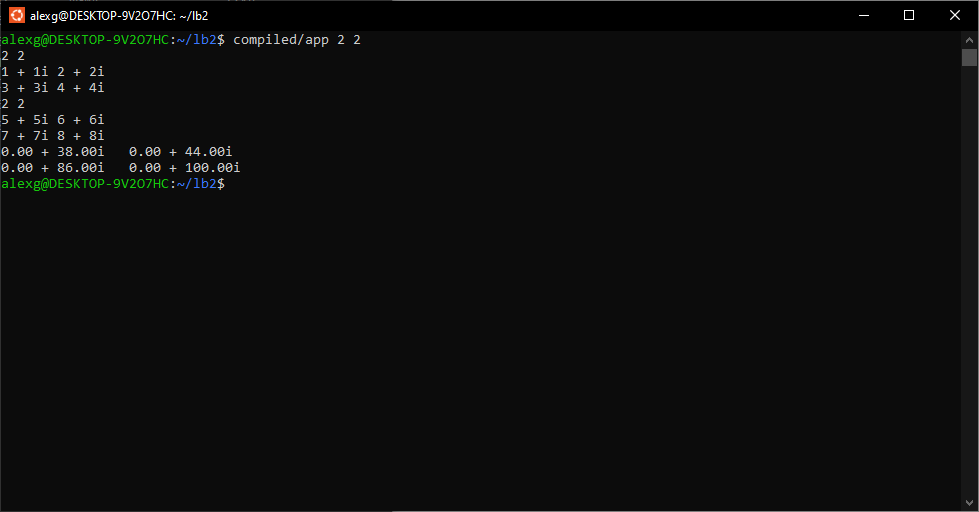 alexg@DESKTOP-9V2O7HC: ~/lb2
alexg@DESKTOP-9V2O7HC:~/lb2$ compiled/app 2 2
2 2
1 + 1i 2 + 2i
3 + 3i 4 + 4i
2 2
5 + 5i 6 + 6i
7 + 7i 8 + 8i
0.00 + 38.00i   0.00 + 44.00i
0.00 + 86.00i   0.00 + 100.00i
alexg@DESKTOP-9V2O7HC:~/lb2$